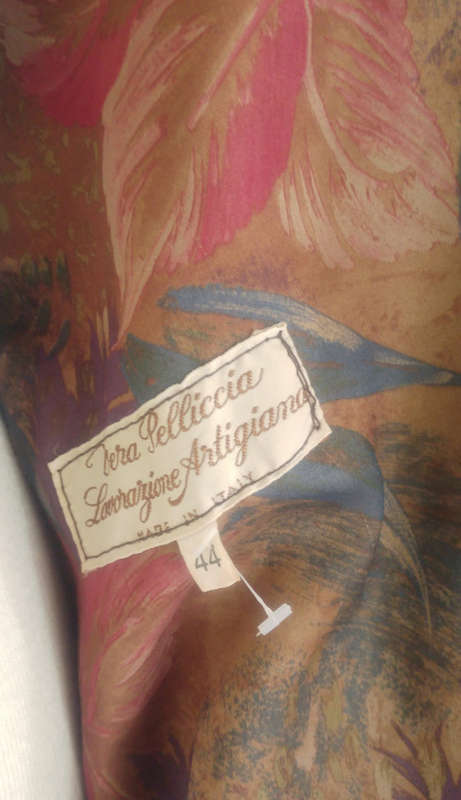 Vera Pelliccia
Lavorazione Artigiana
MADE IN ITALY
44